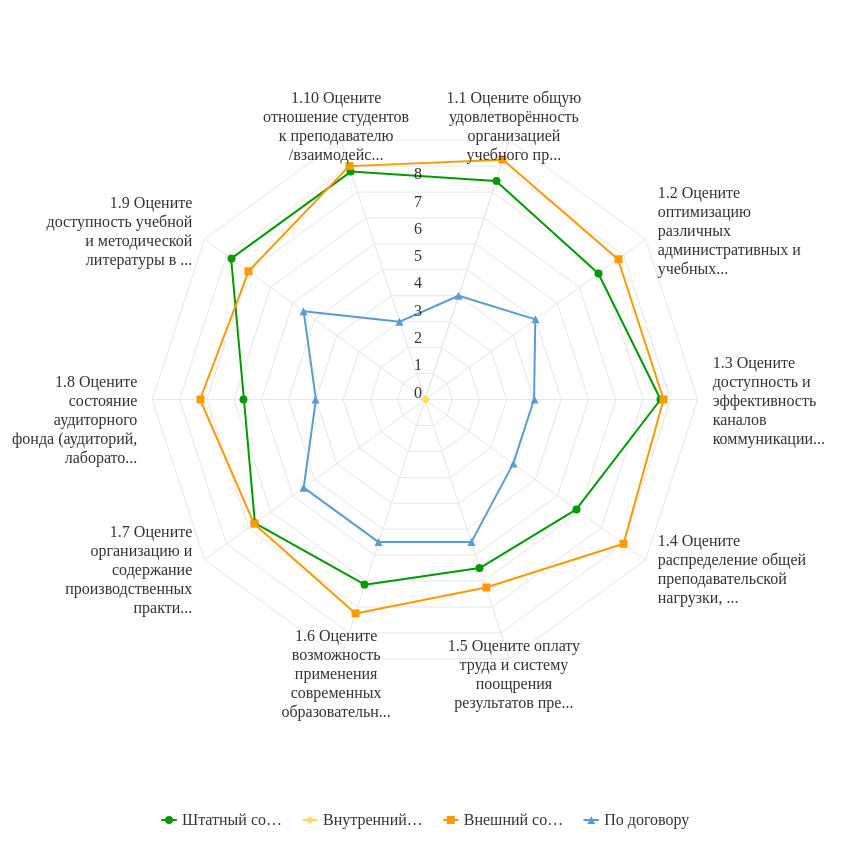 1.10 Оцените
отношение студентов
к преподавателю
/взаимодейс...
1.1 Оцените общую
удовлетворённость
организацией
учебного пр...
1.2 Оцените
оптимизацию
различных
административных и
учебных...
1.3 Оцените
доступность и
эффективность
каналов
коммуникации...
1.4 Оцените
распределение общей
преподавательской
нагрузки, ...
1.5 Оцените оплату
труда и систему
поощрения
результатов пре...
1.6 Оцените
возможность
применения
современных
образовательн...
1.7 Оцените
организацию и
содержание
производственных
практи...
1.8 Оцените
состояние
аудиторного
фонда (аудиторий,
лаборато...
1.9 Оцените
доступность учебной
и методической
литературы в ...
8
7
6
5
4
3
2
1
0
Штатный со… Внутренний… Внешний со… По договору